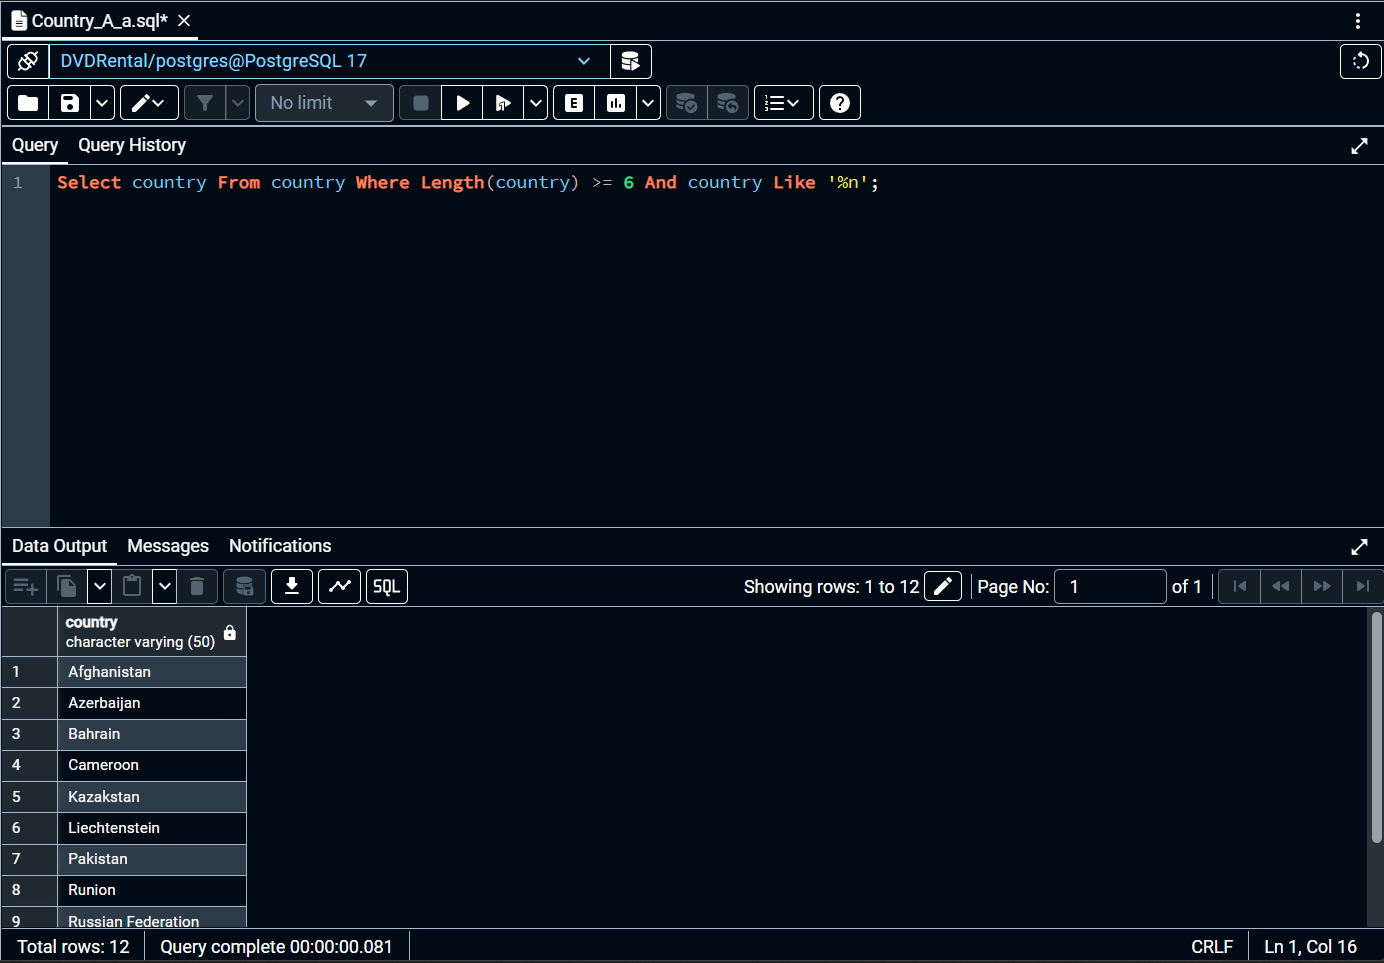 Country_A_a.sql*
DVDRental/postgres@PostgreSQL 17
No limit
E
SQL
Query Query History
1 Select country From country Where Length(country) >= 6 And country Like '%n';
Data Output Messages Notifications
SQL Showing rows: 1 to 12 Page No: 1 of 1
country
character varying (50)
1 Afghanistan
2 Azerbaijan
3 Bahrain
4 Cameroon
5 Kazakstan
6 Liechtenstein
7 Pakistan
8 Runion
9 Russian Federation
Total rows: 12 Query complete 00:00:00.081 CRLF Ln 1, Col 16